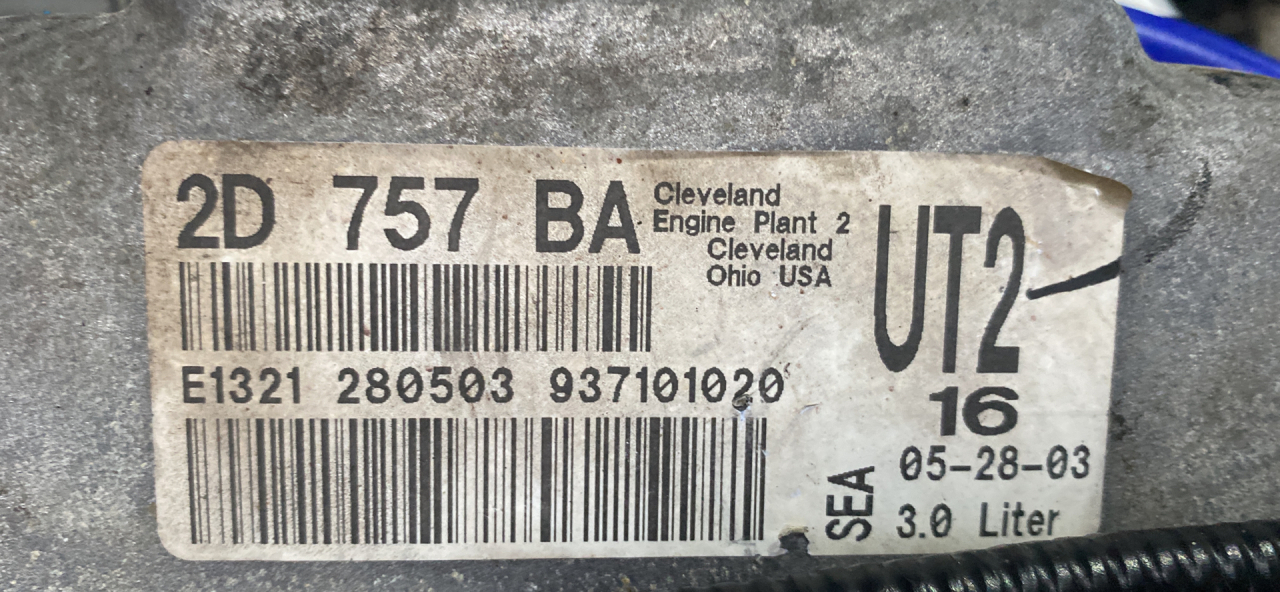 2D 757 BA
Cleveland
Engine Plant 2
Cleveland
Ohio USA
UT2
16
E1321 280503 937101020
05-28-03
SEA
3.0 Liter